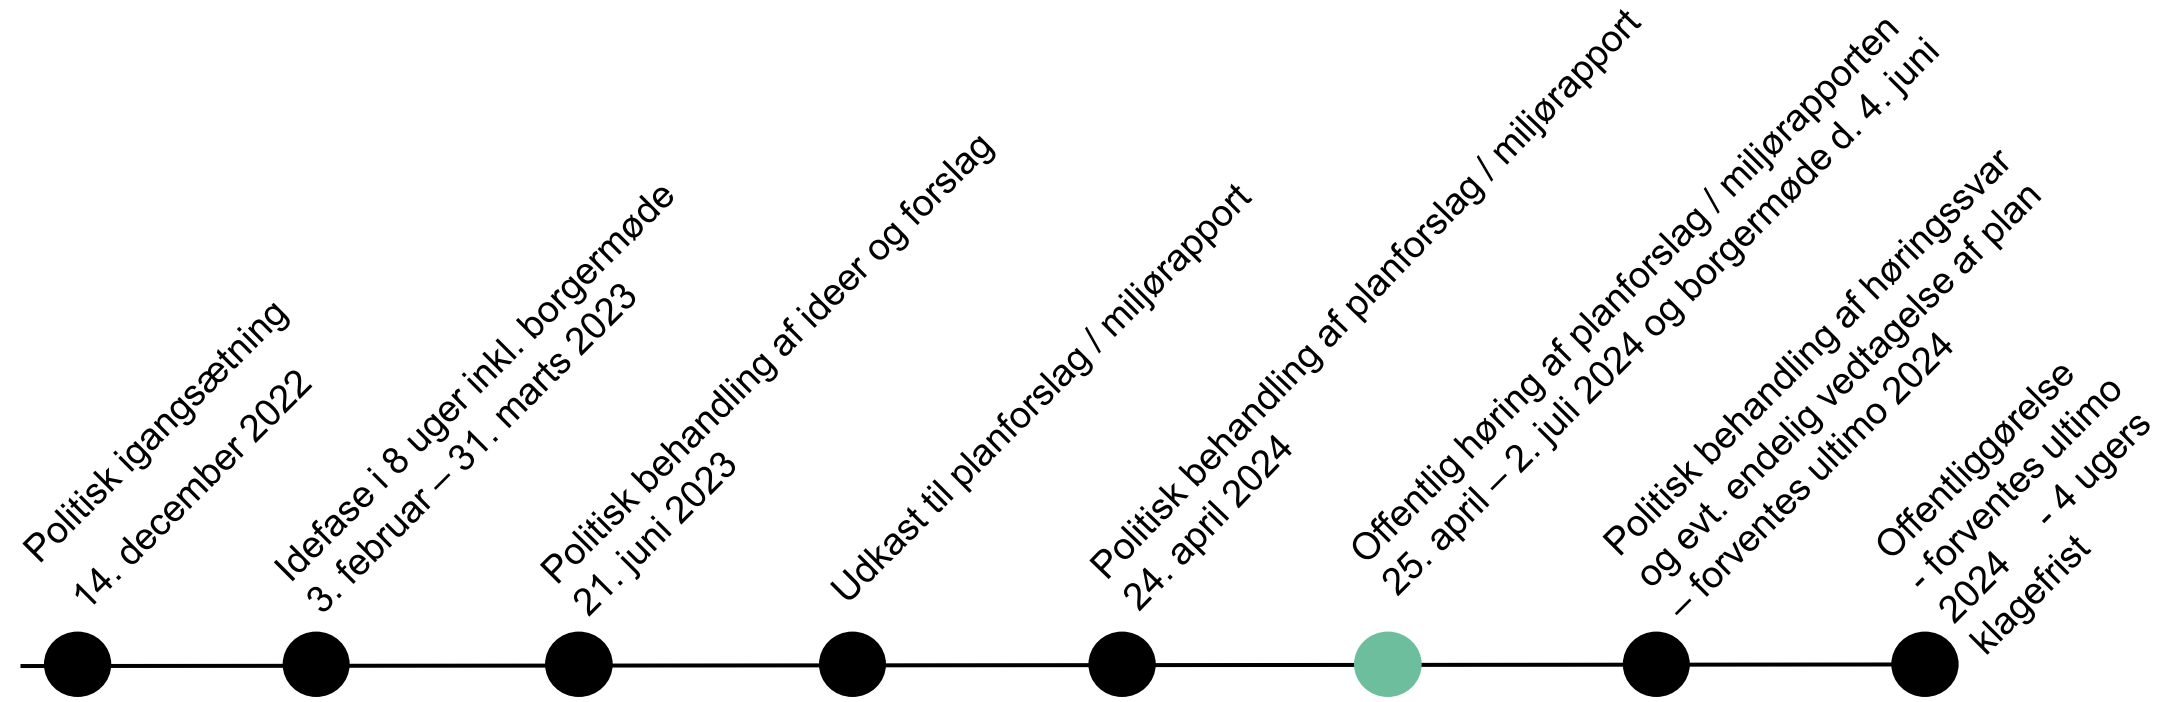 Politisk igangsætning
14. december 2022
Idefase i 8 uger inkl. borgermøde
3. februar – 31. marts 2023
Politisk behandling af ideer og forslag
21. juni 2023
Udkast til planforslag / miljørapport
Politisk behandling af planforslag / miljørapport
24. april 2024
Offentlig høring af planforslag / miljørapporten
25. april – 2. juli 2024 og borgermøde d. 4. juni
Politisk behandling af høringssvar
og evt. endelig vedtagelse af plan
– forventes ultimo 2024
Offentliggørelse
- forventes ultimo
2024 - 4 ugers
klagefrist